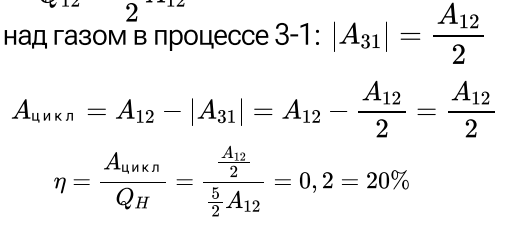 над газом в процессе 3-1: |A₃₁| = A₁₂/2
Aцикл = A₁₂ − |A₃₁| = A₁₂ − A₁₂/2 = A₁₂/2
η = Aцикл/Q_H = (A₁₂/2)/(5/2 A₁₂) = 0,2 = 20%